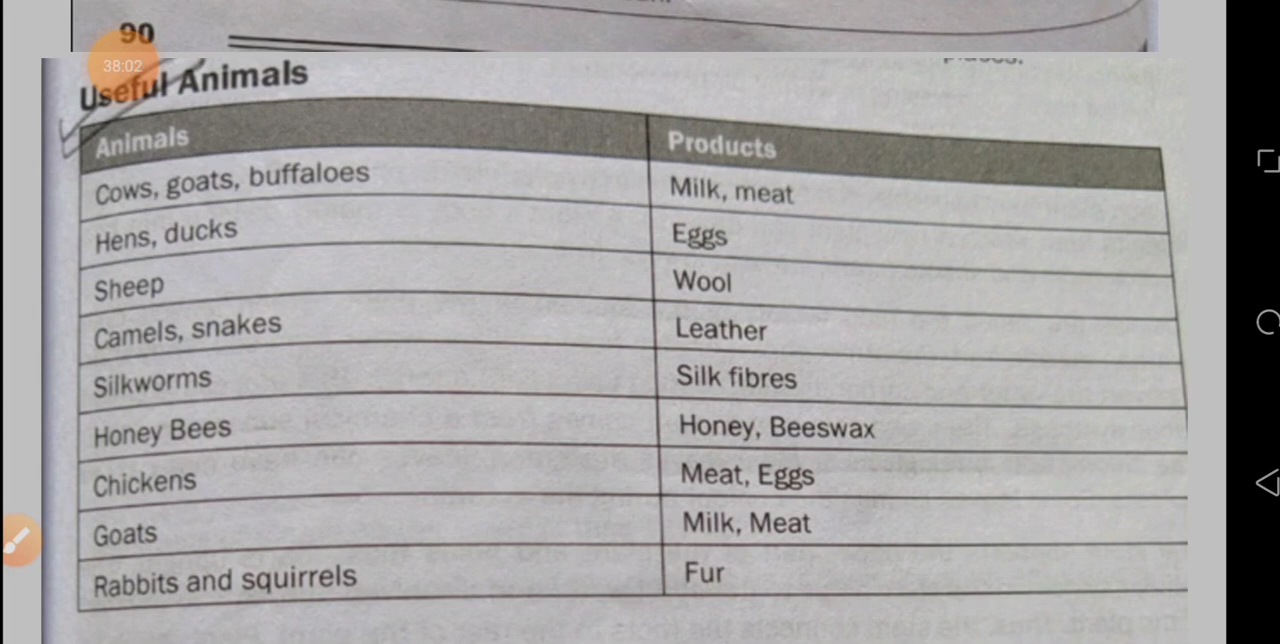 90
38:02
Useful Animals
Animals Products
Cows, goats, buffaloes Milk, meat
Hens, ducks Eggs
Sheep Wool
Camels, snakes Leather
Silkworms Silk fibres
Honey Bees Honey, Beeswax
Chickens Meat, Eggs
Goats Milk, Meat
Rabbits and squirrels Fur